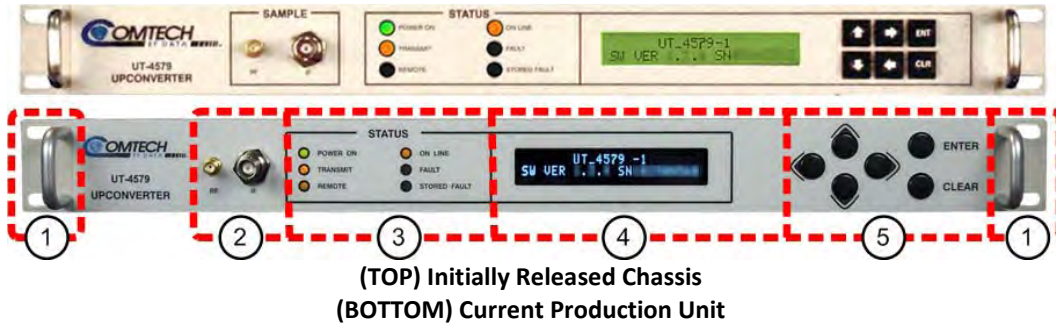 SAMPLE
STATUS
COMTECH
EF DATA
UT-4579
UPCONVERTER
RF
IF
POWER ON
ON LINE
TRANSMIT
FAULT
REMOTE
STORED FAULT
UT_4579-1
SW VER . . SN
ENT
CLR
STATUS
COMTECH
EF DATA
UT-4579
UPCONVERTER
RF
IF
POWER ON
ON LINE
TRANSMIT
FAULT
REMOTE
STORED FAULT
UT_4579 -1
SW VER . . SN
ENTER
CLEAR
1
2
3
4
5
1
(TOP) Initially Released Chassis
(BOTTOM) Current Production Unit